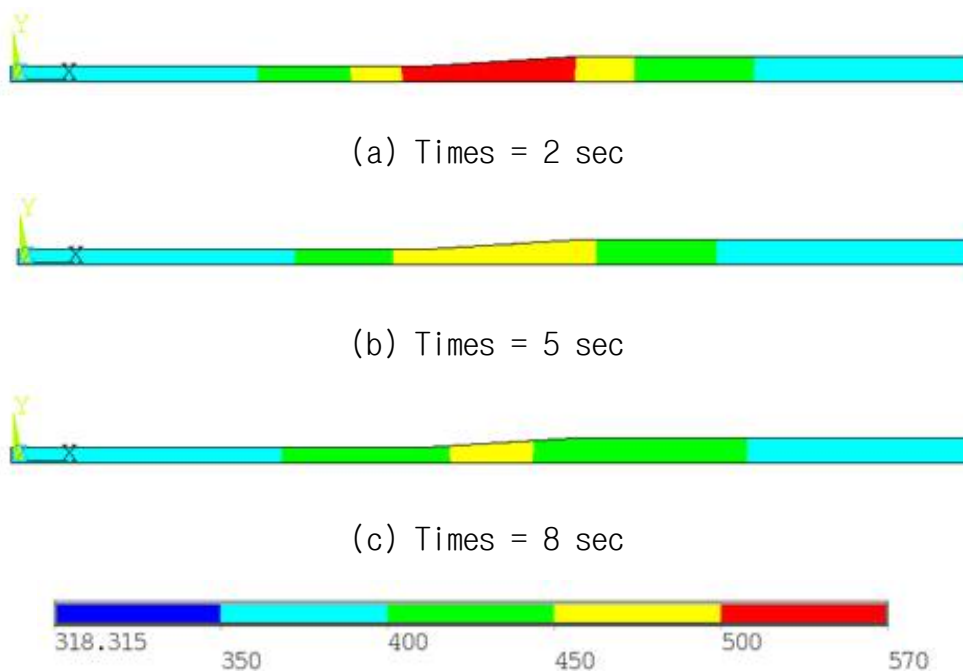 Y
X
(a) Times = 2 sec
Y
X
(b) Times = 5 sec
Y
X
(c) Times = 8 sec
318.315 400 500
350 450 570